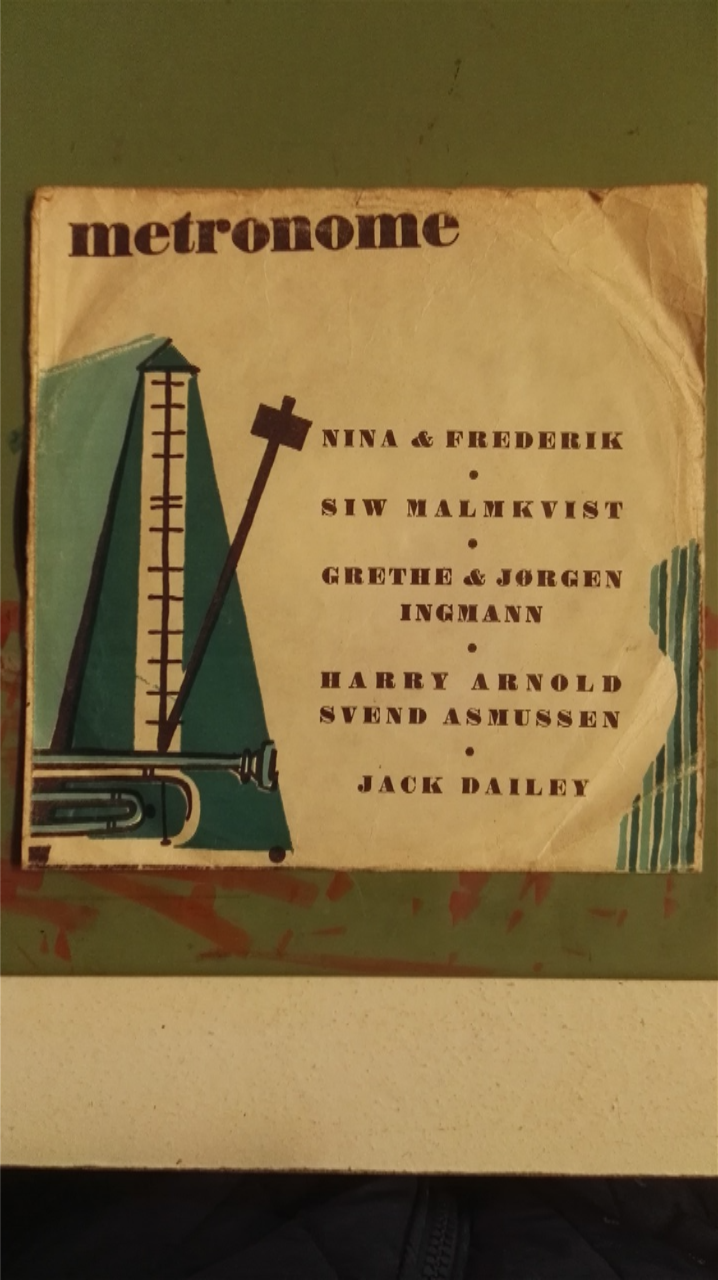 metronome
NINA & FREDERIK
•
SIW MALMKVIST
•
GRETHE & JØRGEN
INGMANN
•
HARRY ARNOLD
SVEND ASMUSSEN
•
JACK DAILEY